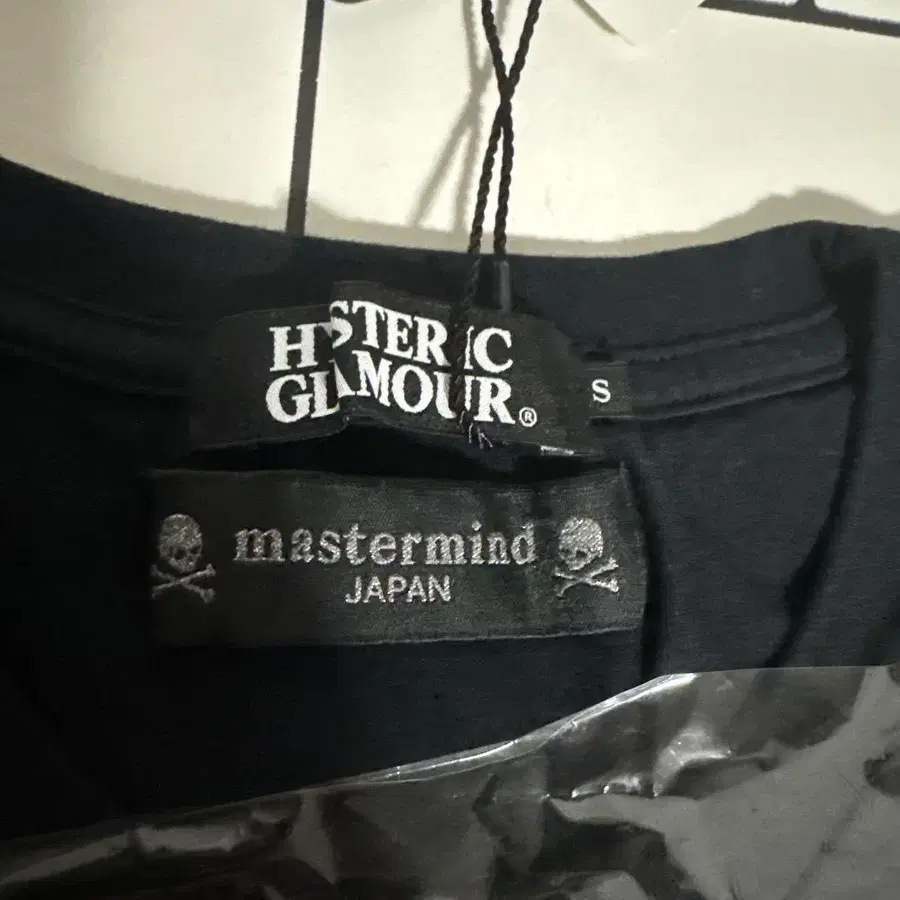 HYSTERIC
GLAMOUR®
S
mastermind
JAPAN